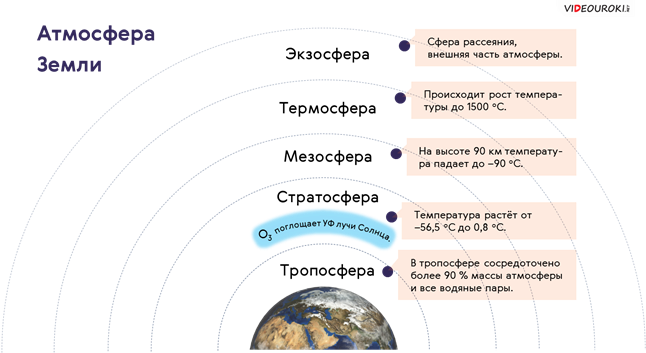 VIDEOUROKI.
Атмосфера
Земли
Экзосфера
Сфера рассеяния,
внешняя часть атмосферы.
Термосфера
Происходит рост темпера-
туры до 1500 °C.
Мезосфера
На высоте 90 км температу-
ра падает до –90 °C.
Стратосфера
O3 поглощает УФ лучи Солнца.
Температура растёт от
–56,5 °C до 0,8 °C.
Тропосфера
В тропосфере сосредоточено
более 90 % массы атмосферы
и все водяные пары.